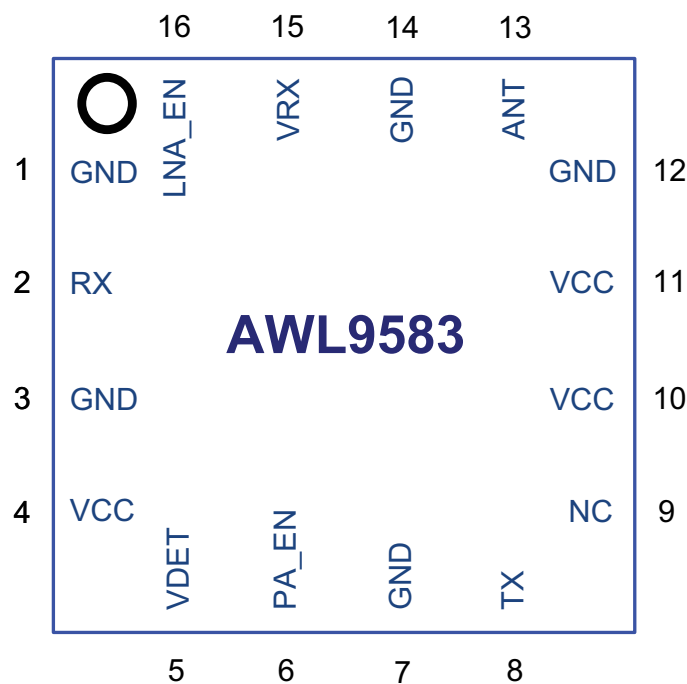 16 15 14 13
LNA_EN VRX GND ANT
1 GND GND 12
2 RX VCC 11
AWL9583
3 GND VCC 10
4 VCC NC 9
VDET PA_EN GND TX
5 6 7 8